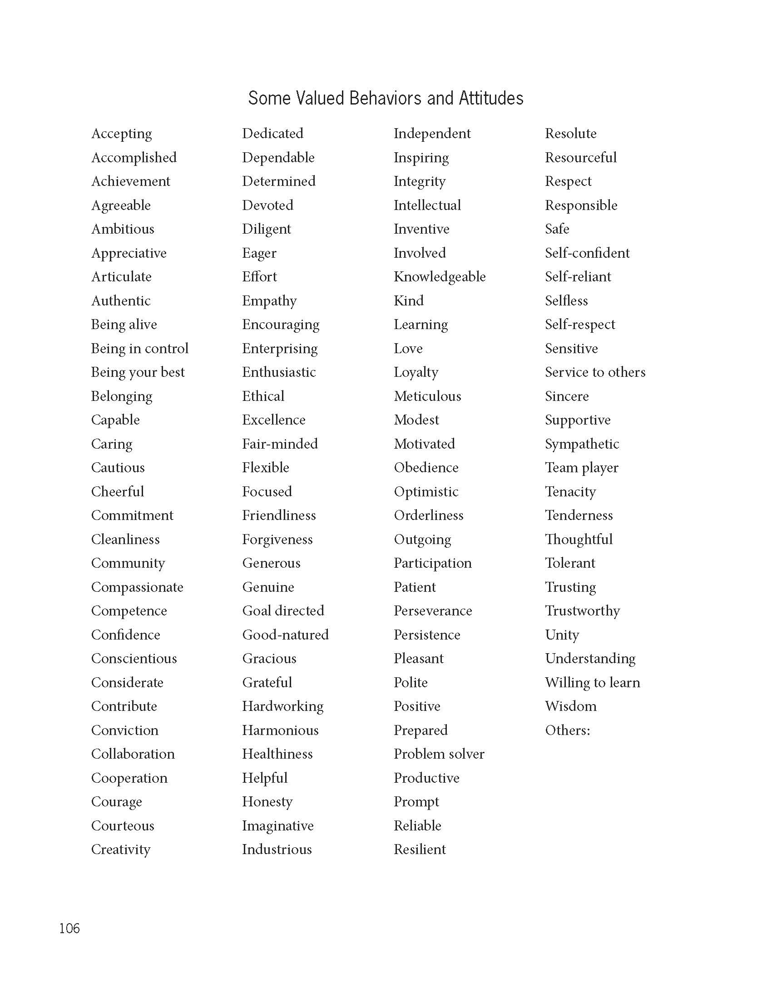 Some Valued Behaviors and Attitudes
Accepting
Accomplished
Achievement
Agreeable
Ambitious
Appreciative
Articulate
Authentic
Being alive
Being in control
Being your best
Belonging
Capable
Caring
Cautious
Cheerful
Commitment
Cleanliness
Community
Compassionate
Competence
Confidence
Conscientious
Considerate
Contribute
Conviction
Collaboration
Cooperation
Courage
Courteous
Creativity
Dedicated
Dependable
Determined
Devoted
Diligent
Eager
Effort
Empathy
Encouraging
Enterprising
Enthusiastic
Ethical
Excellence
Fair-minded
Flexible
Focused
Friendliness
Forgiveness
Generous
Genuine
Goal directed
Good-natured
Gracious
Grateful
Hardworking
Harmonious
Healthiness
Helpful
Honesty
Imaginative
Industrious
Independent
Inspiring
Integrity
Intellectual
Inventive
Involved
Knowledgeable
Kind
Learning
Love
Loyalty
Meticulous
Modest
Motivated
Obedience
Optimistic
Orderliness
Outgoing
Participation
Patient
Perseverance
Persistence
Pleasant
Polite
Positive
Prepared
Problem solver
Productive
Prompt
Reliable
Resilient
Resolute
Resourceful
Respect
Responsible
Safe
Self-confident
Self-reliant
Selfless
Self-respect
Sensitive
Service to others
Sincere
Supportive
Sympathetic
Team player
Tenacity
Tenderness
Thoughtful
Tolerant
Trusting
Trustworthy
Unity
Understanding
Willing to learn
Wisdom
Others:
106